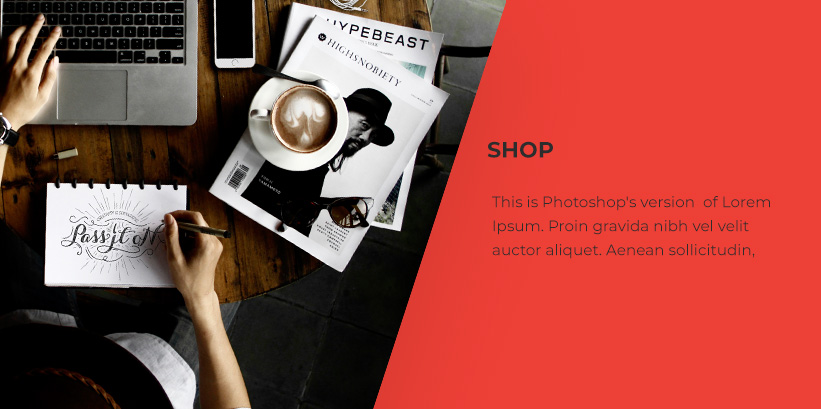 HYPEBEAST
HIGHSNOBIETY
YAMAMOTO
Pass it on
SHOP
This is Photoshop's version  of Lorem
Ipsum. Proin gravida nibh vel velit
auctor aliquet. Aenean sollicitudin,